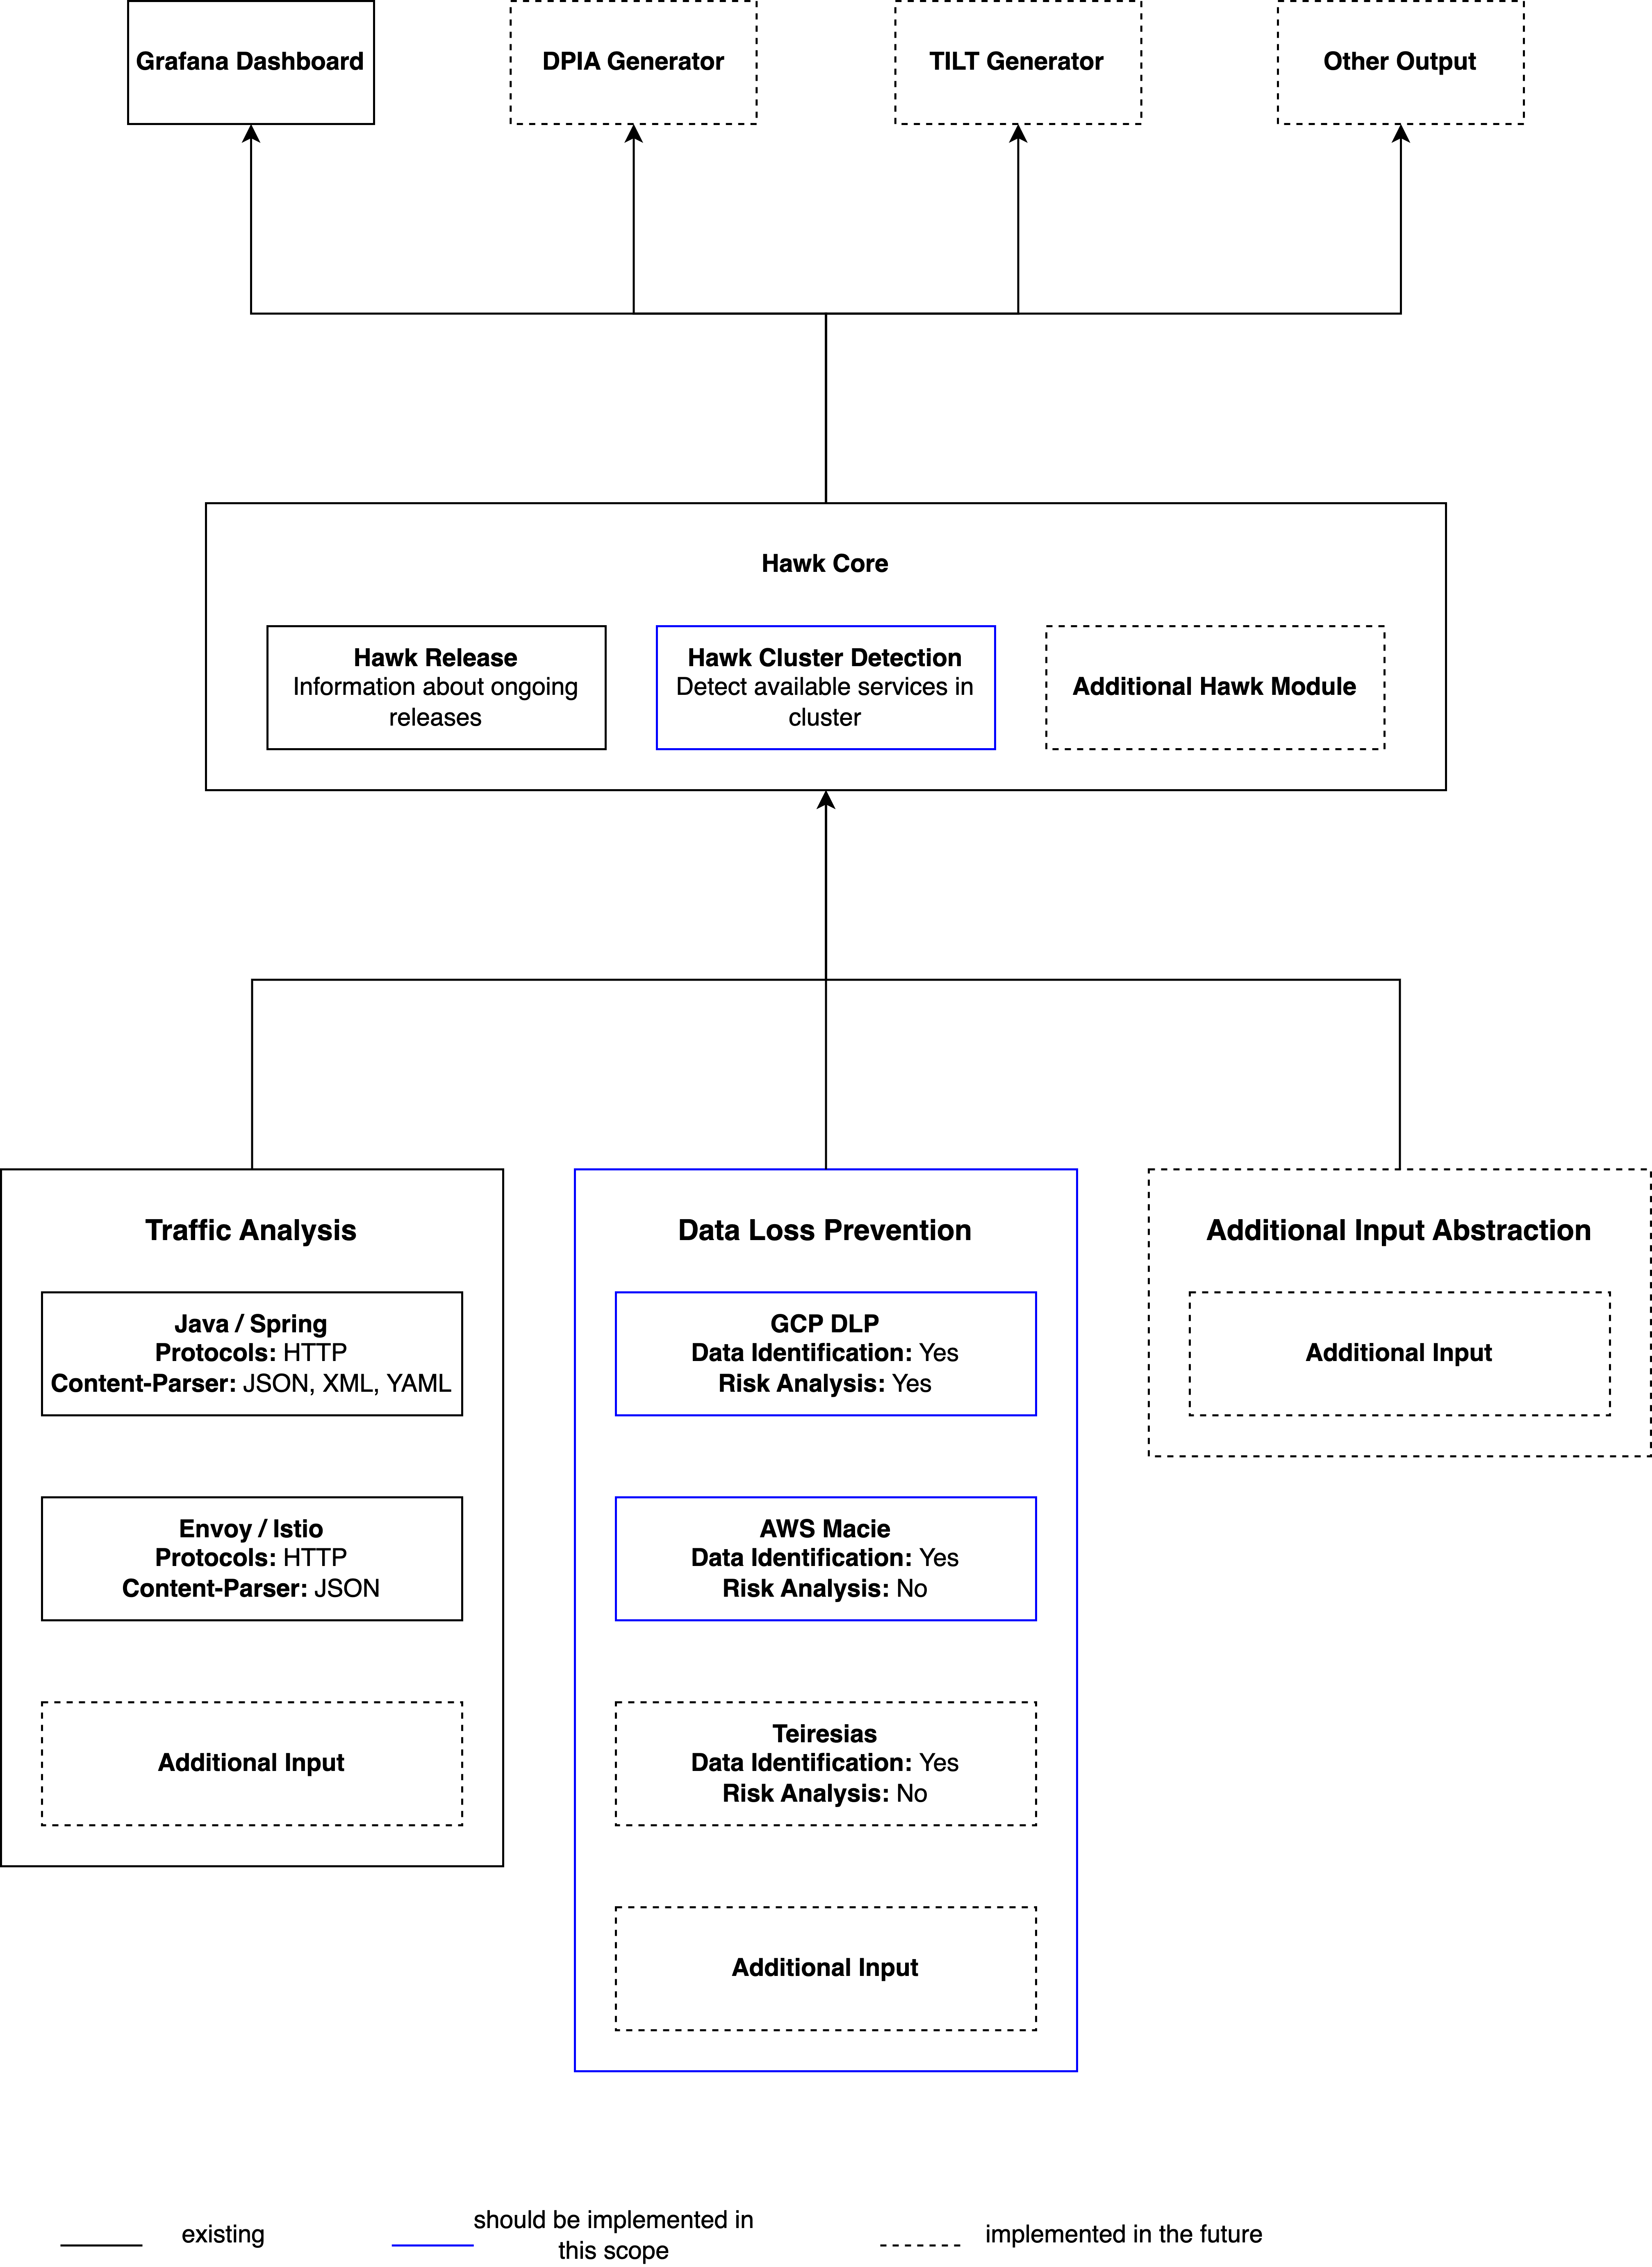 Grafana Dashboard
DPIA Generator
TILT Generator
Other Output
Hawk Core
Hawk Release
Information about ongoing
releases
Hawk Cluster Detection
Detect available services in
cluster
Additional Hawk Module
Traffic Analysis
Java / Spring
Protocols: HTTP
Content-Parser: JSON, XML, YAML
Envoy / Istio
Protocols: HTTP
Content-Parser: JSON
Additional Input
Data Loss Prevention
GCP DLP
Data Identification: Yes
Risk Analysis: Yes
AWS Macie
Data Identification: Yes
Risk Analysis: No
Teiresias
Data Identification: Yes
Risk Analysis: No
Additional Input
Additional Input Abstraction
Additional Input
existing
should be implemented in
this scope
implemented in the future